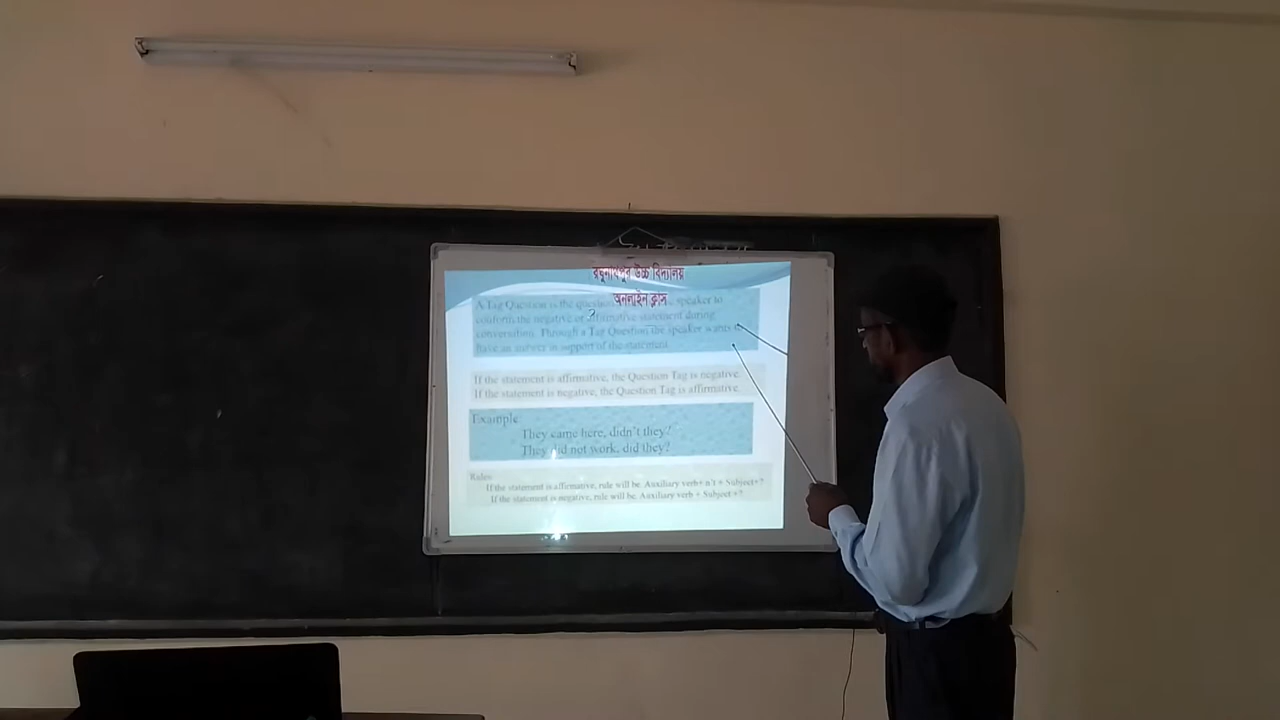 রঘুনাথপুর উচ্চ বিদ্যালয়
অনলাইন ক্লাস
A Tag Question is the speaker to
conform the negative or affirmative statement during
conversation. Through a Tag Question the speaker wants
have an answer in support of the statement.
If the statement is affirmative, the Question Tag is negative.
If the statement is negative, the Question Tag is affirmative.
Example
They came here, didn't they?
They did not work, did they?
Rules:
If the statement is affirmative, rule will be. Auxiliary verb+ n't + Subject+?
If the statement is negative, rule will be. Auxiliary verb + Subject+?